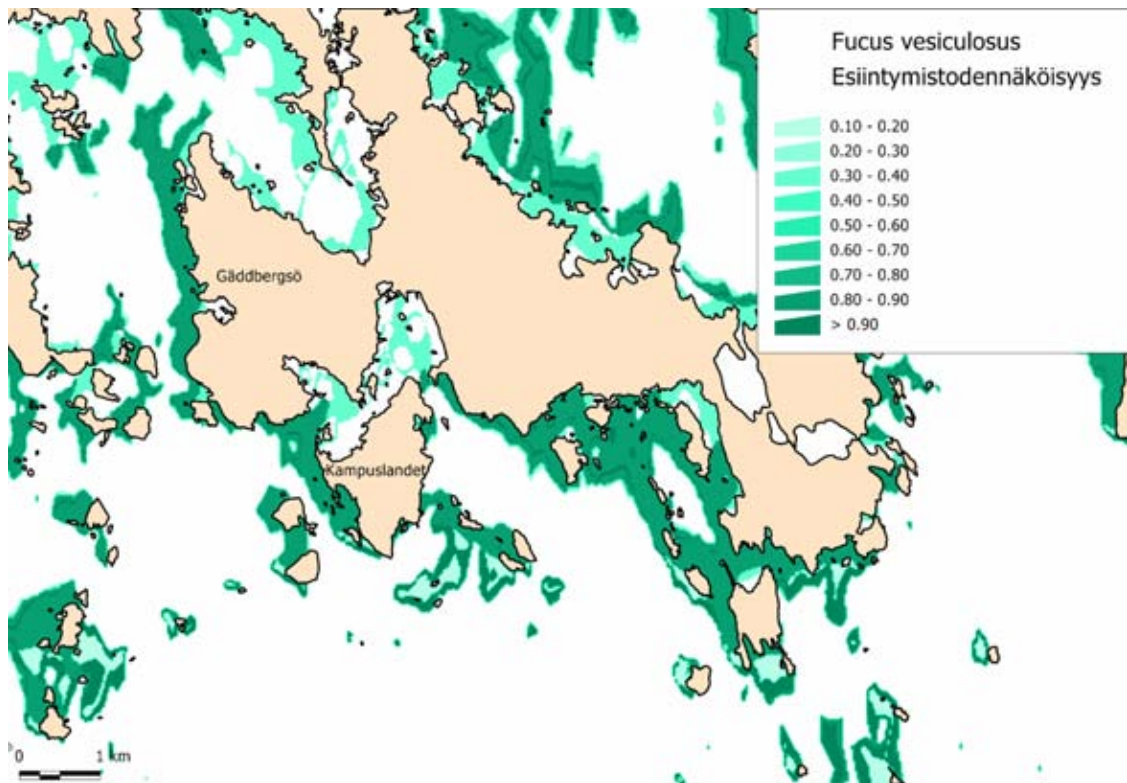 Fucus vesiculosus
Esiintymistodennäköisyys
0.10 - 0.20
0.20 - 0.30
0.30 - 0.40
0.40 - 0.50
0.50 - 0.60
0.60 - 0.70
0.70 - 0.80
0.80 - 0.90
> 0.90
Gäddbergsö
Kampuslandet
0 1 km